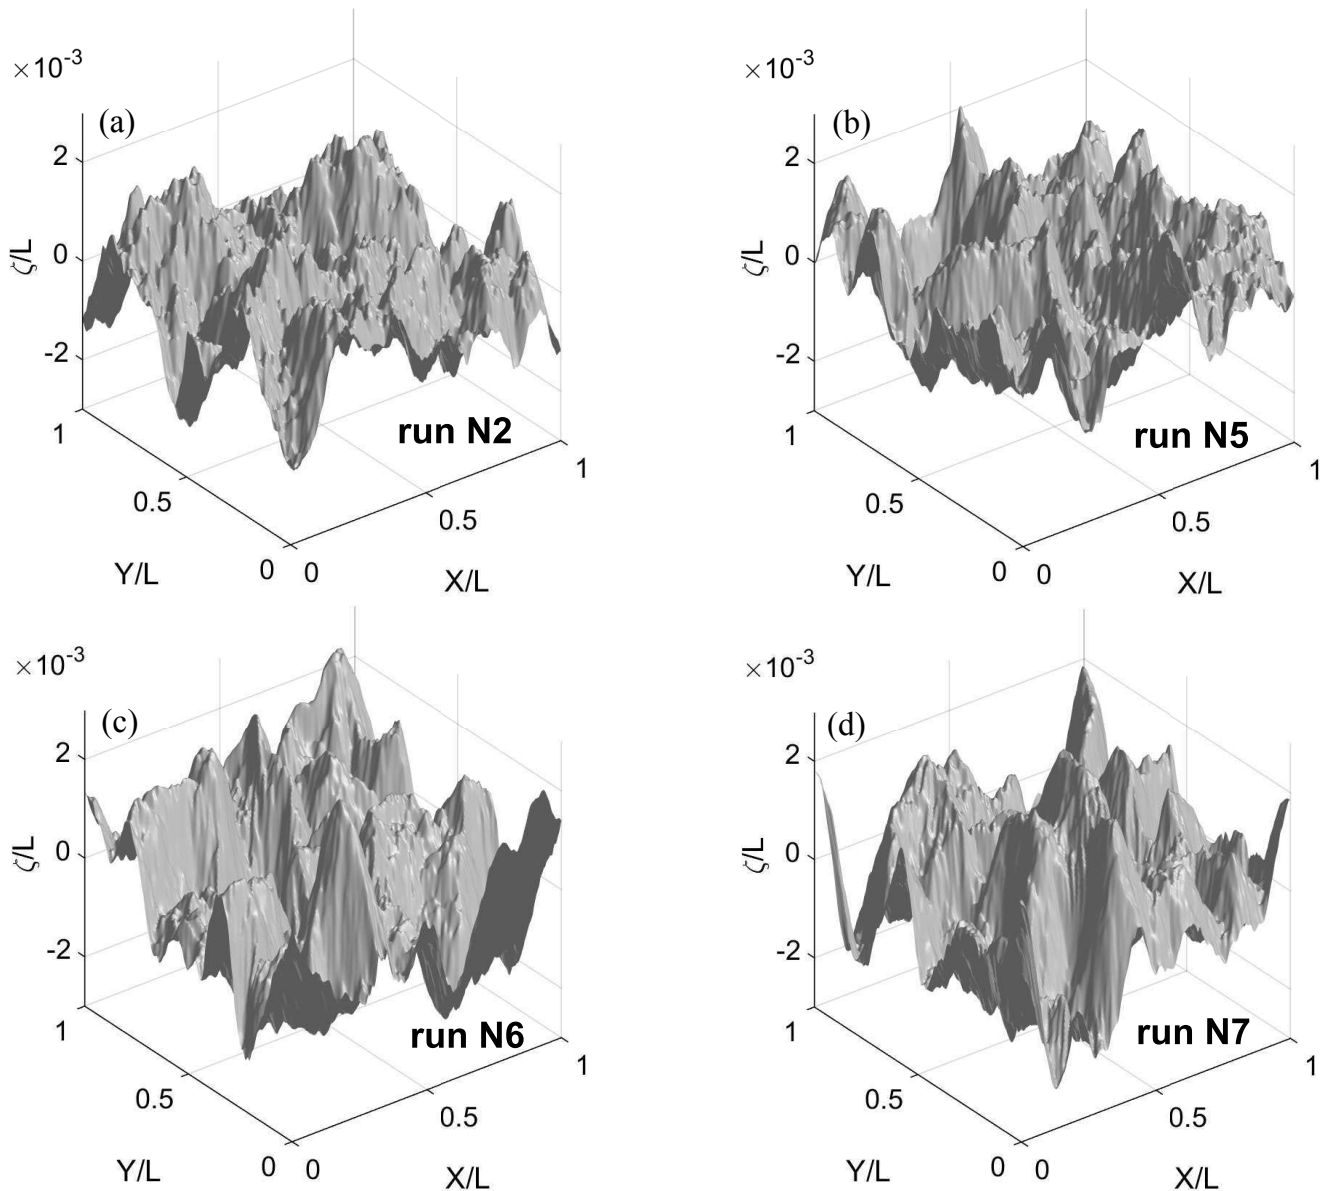 ×10⁻³ ×10⁻³
(a) (b)
2 2
0 0
ζ/L ζ/L
-2 -2
run N2 run N5
1 1 1 1
0.5 0.5 0.5 0.5
Y/L 0 0 X/L Y/L 0 0 X/L
×10⁻³ ×10⁻³
(c) (d)
2 2
0 0
ζ/L ζ/L
-2 -2
run N6 run N7
1 1 1 1
0.5 0.5 0.5 0.5
Y/L 0 0 X/L Y/L 0 0 X/L